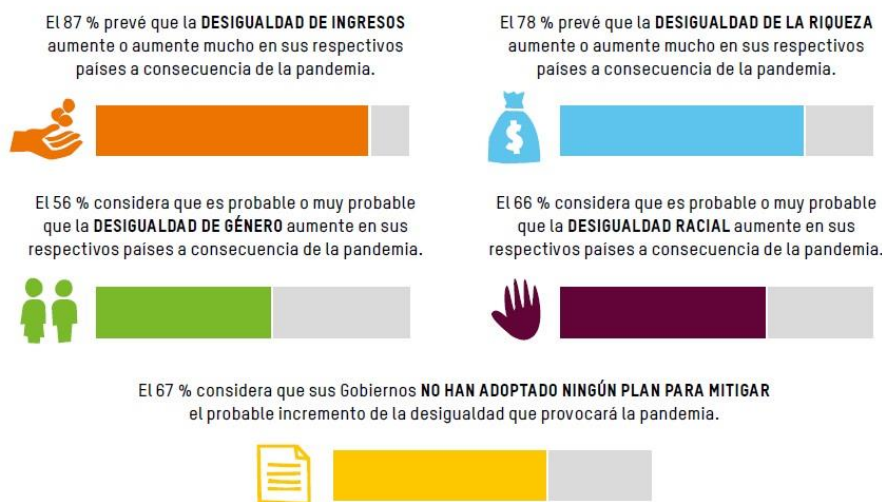 El 87 % prevé que la DESIGUALDAD DE INGRESOS
aumente o aumente mucho en sus respectivos
países a consecuencia de la pandemia.
El 78 % prevé que la DESIGUALDAD DE LA RIQUEZA
aumente o aumente mucho en sus respectivos
países a consecuencia de la pandemia.
$
El 56 % considera que es probable o muy probable
que la DESIGUALDAD DE GÉNERO aumente en sus
respectivos países a consecuencia de la pandemia.
El 66 % considera que es probable o muy probable
que la DESIGUALDAD RACIAL aumente en sus
respectivos países a consecuencia de la pandemia.
El 67 % considera que sus Gobiernos NO HAN ADOPTADO NINGÚN PLAN PARA MITIGAR
el probable incremento de la desigualdad que provocará la pandemia.